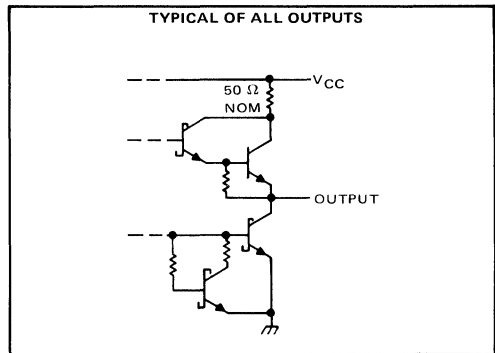 TYPICAL OF ALL OUTPUTS
VCC
50 Ω
NOM
OUTPUT